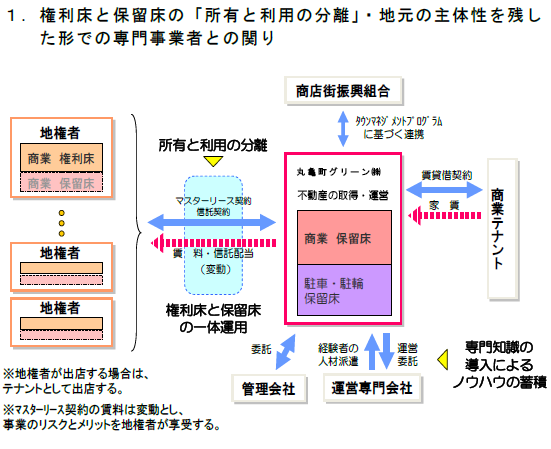 １．権利床と保留床の「所有と利用の分離」・地元の主体性を残し
た形での専門事業者との関り
商店街振興組合
ﾀｳﾝﾏﾈｼﾞﾒﾝﾄﾌﾟﾛｸﾞﾗﾑ
に基づく連携
地権者
商業 権利床
商業 保留床
地権者
地権者
所有と利用の分離
マスターリース契約
信託契約
賃 料・信託配当
（変動）
権利床と保留床
の一体運用
丸亀町グリーン㈱
不動産の取得・運営
商業 保留床
駐車・駐輪
保留床
賃貸借契約
家 賃
商業テナント
委託
経験者の
人材派遣
運営
委託
管理会社
運営専門会社
専門知識の
導入による
ノウハウの蓄積
※地権者が出店する場合は、
テナントとして出店する。
※ﾏｽﾀｰﾘｰｽ契約の賃料は変動とし、
事業のリスクとメリットを地権者が享受する。